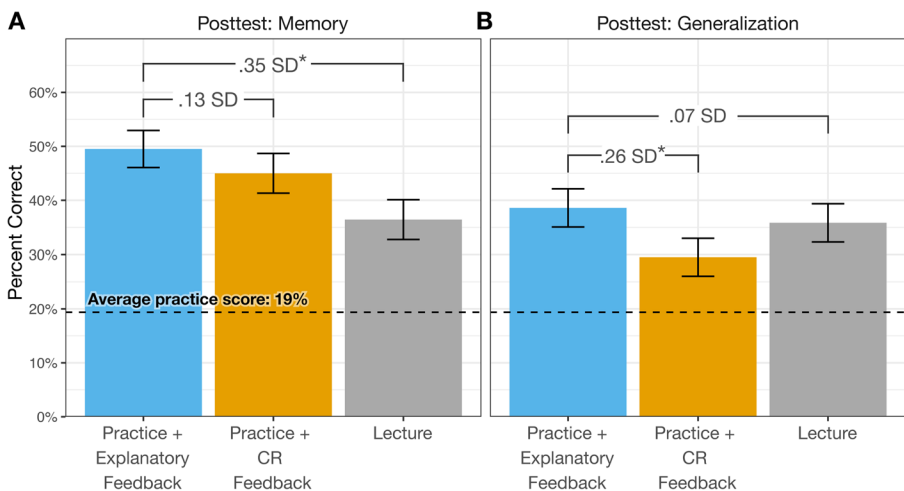 A
Posttest: Memory
B
Posttest: Generalization
Percent Correct
60%
50%
40%
30%
20%
10%
0%
.35 SD*
.13 SD
.07 SD
.26 SD*
Average practice score: 19%
Practice +
Explanatory
Feedback
Practice +
CR
Feedback
Lecture
Practice +
Explanatory
Feedback
Practice +
CR
Feedback
Lecture